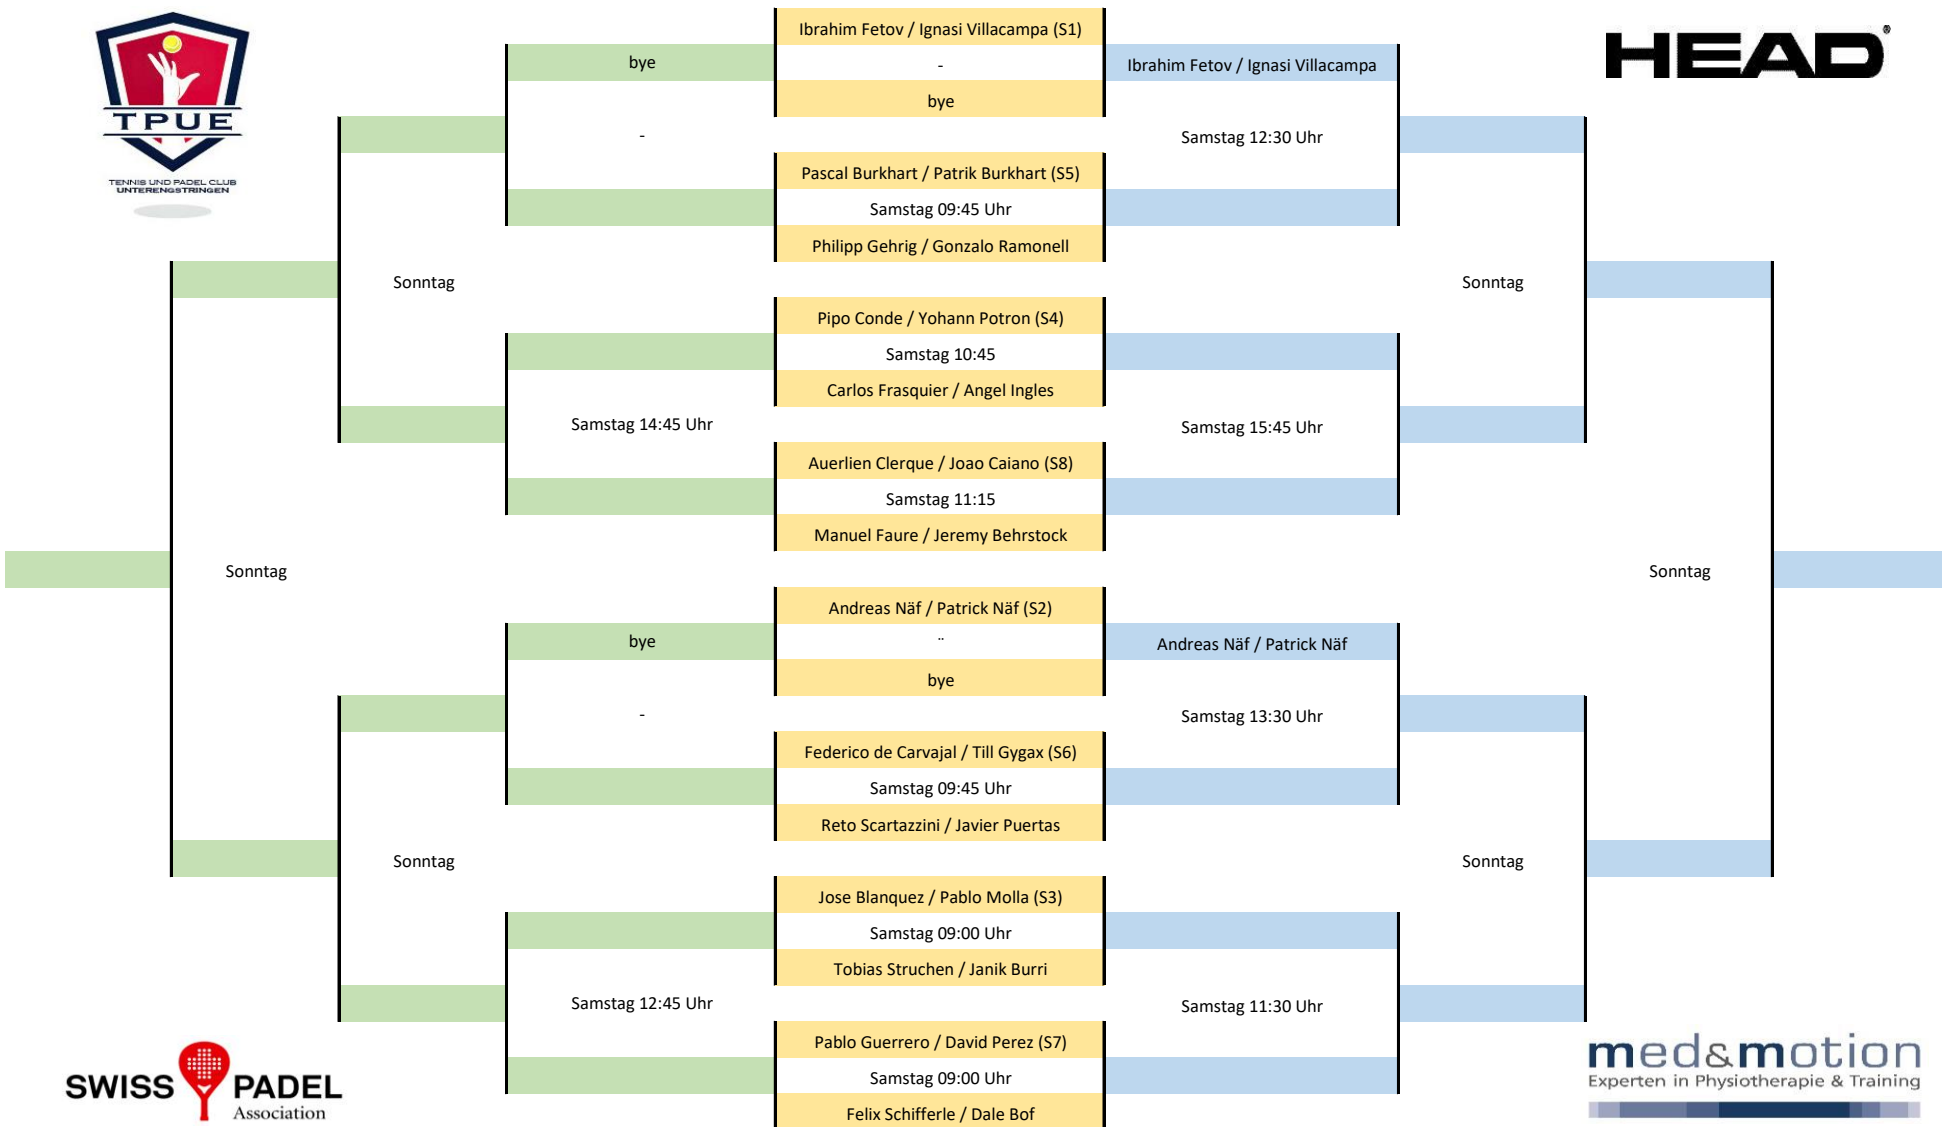 Ibrahim Fetov / Ignasi Villacampa (S1)
HEAD®
bye
-
Ibrahim Fetov / Ignasi Villacampa
bye
TPUE
-
Samstag 12:30 Uhr
Pascal Burkhart / Patrik Burkhart (S5)
TENNIS UND PADEL CLUB
UNTERENGSTRINGEN
Samstag 09:45 Uhr
Philipp Gehrig / Gonzalo Ramonell
Sonntag
Sonntag
Pipo Conde / Yohann Potron (S4)
Samstag 10:45
Carlos Frasquier / Angel Ingles
Samstag 14:45 Uhr
Samstag 15:45 Uhr
Auerlien Clerque / Joao Caiano (S8)
Samstag 11:15
Manuel Faure / Jeremy Behrstock
Sonntag
Sonntag
Andreas Näf / Patrick Näf (S2)
bye
¨
Andreas Näf / Patrick Näf
bye
-
Samstag 13:30 Uhr
Federico de Carvajal / Till Gygax (S6)
Samstag 09:45 Uhr
Reto Scartazzini / Javier Puertas
Sonntag
Sonntag
Jose Blanquez / Pablo Molla (S3)
Samstag 09:00 Uhr
Tobias Struchen / Janik Burri
Samstag 12:45 Uhr
Samstag 11:30 Uhr
Pablo Guerrero / David Perez (S7)
Samstag 09:00 Uhr
Felix Schifferle / Dale Bof
SWISS PADEL
Association
med&motion
Experten in Physiotherapie & Training